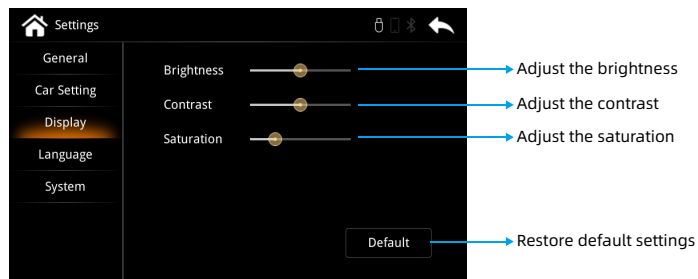 Settings
General
Car Setting
Display
Language
System
Brightness
Contrast
Saturation
Default
Adjust the brightness
Adjust the contrast
Adjust the saturation
Restore default settings